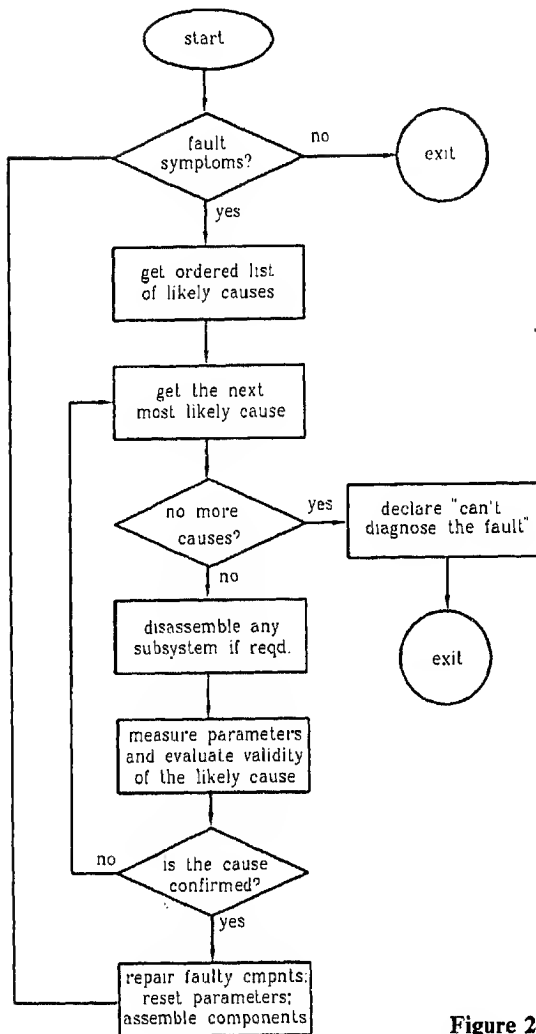 start
fault
symptoms?
no
exit
yes
get ordered list
of likely causes
get the next
most likely cause
no more
causes?
yes
declare "can't
diagnose the fault"
no
exit
disassemble any
subsystem if reqd.
measure parameters
and evaluate validity
of the likely cause
no
is the cause
confirmed?
yes
repair faulty cmpnts;
reset parameters;
assemble components
Figure 2